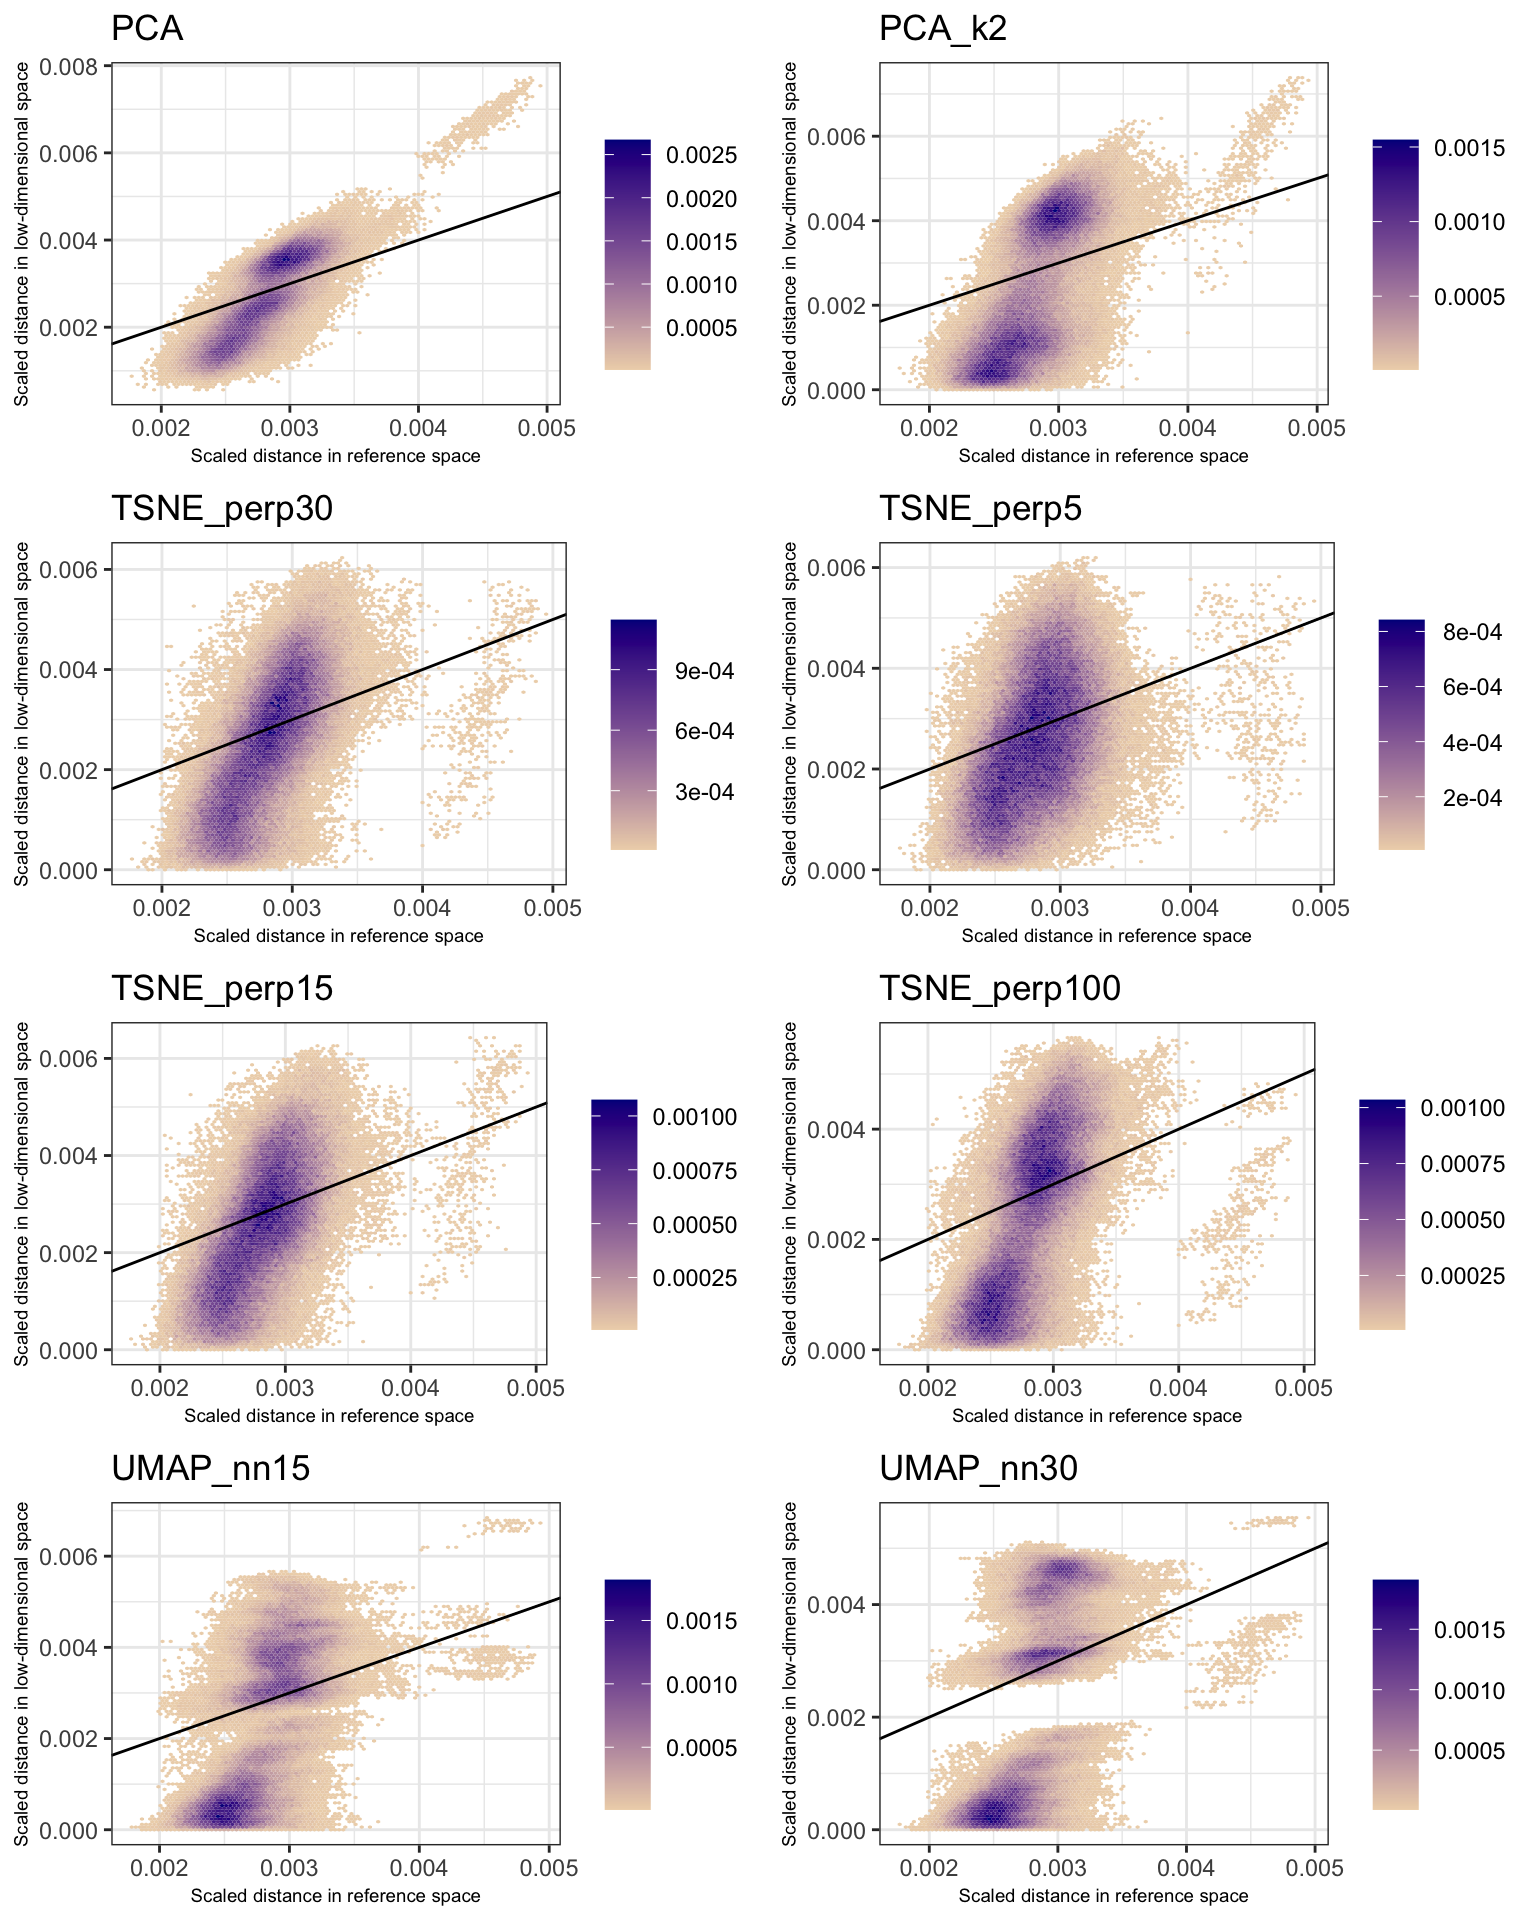 PCA
Scaled distance in low-dimensional space
0.008
0.006
0.004
0.002
0.002 0.003 0.004 0.005
Scaled distance in reference space
0.0025
0.0020
0.0015
0.0010
0.0005
PCA_k2
Scaled distance in low-dimensional space
0.006
0.004
0.002
0.000
0.002 0.003 0.004 0.005
Scaled distance in reference space
0.0015
0.0010
0.0005
TSNE_perp30
Scaled distance in low-dimensional space
0.006
0.004
0.002
0.000
0.002 0.003 0.004 0.005
Scaled distance in reference space
9e-04
6e-04
3e-04
TSNE_perp5
Scaled distance in low-dimensional space
0.006
0.004
0.002
0.000
0.002 0.003 0.004 0.005
Scaled distance in reference space
8e-04
6e-04
4e-04
2e-04
TSNE_perp15
Scaled distance in low-dimensional space
0.006
0.004
0.002
0.000
0.002 0.003 0.004 0.005
Scaled distance in reference space
0.00100
0.00075
0.00050
0.00025
TSNE_perp100
Scaled distance in low-dimensional space
0.004
0.002
0.000
0.002 0.003 0.004 0.005
Scaled distance in reference space
0.00100
0.00075
0.00050
0.00025
UMAP_nn15
Scaled distance in low-dimensional space
0.006
0.004
0.002
0.000
0.002 0.003 0.004 0.005
Scaled distance in reference space
0.0015
0.0010
0.0005
UMAP_nn30
Scaled distance in low-dimensional space
0.004
0.002
0.000
0.002 0.003 0.004 0.005
Scaled distance in reference space
0.0015
0.0010
0.0005